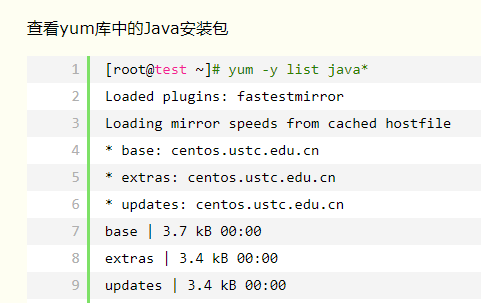 查看yum库中的Java安装包
1 [root@test ~]# yum -y list java*
2 Loaded plugins: fastestmirror
3 Loading mirror speeds from cached hostfile
4 * base: centos.ustc.edu.cn
5 * extras: centos.ustc.edu.cn
6 * updates: centos.ustc.edu.cn
7 base | 3.7 kB 00:00
8 extras | 3.4 kB 00:00
9 updates | 3.4 kB 00:00